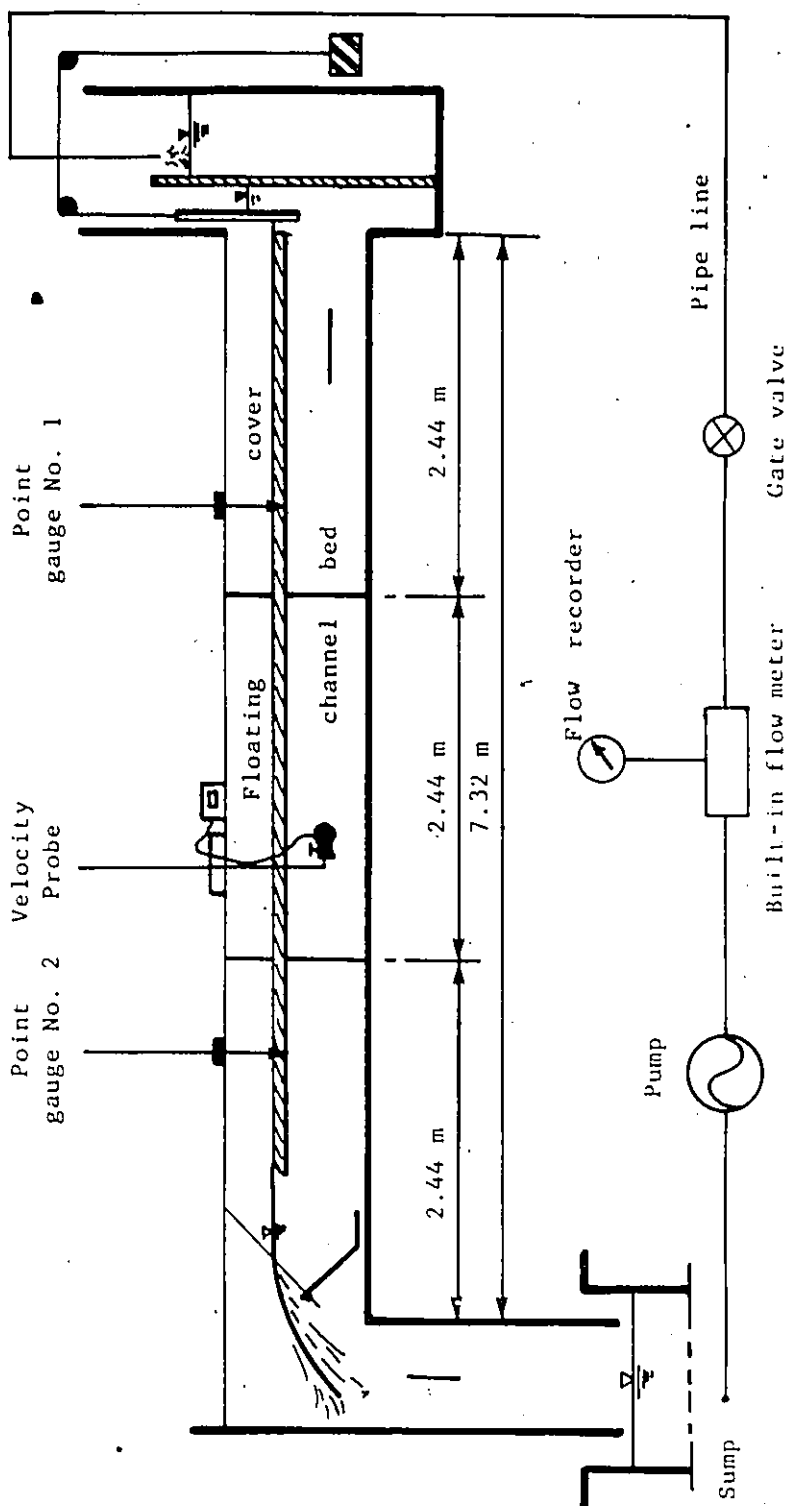 Point
gauge No. 2
Velocity
Probe
Point
gauge No. 1
Floating
cover
channel
bed
2.44 m
2.44 m
2.44 m
7.32 m
Flow recorder
Pump
Pipe line
Sump
Built-in flow meter
Gate valve